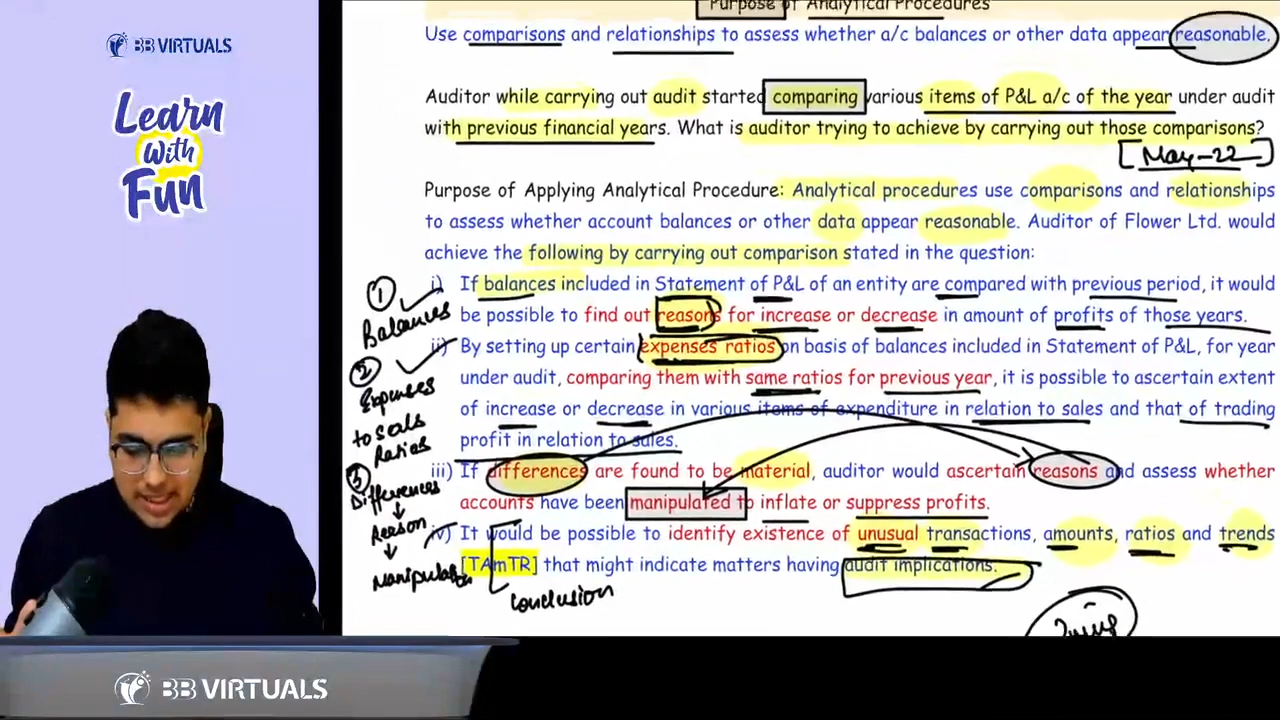 BB VIRTUALS
Learn
With
Fun
Purpose of Analytical Procedures
Use comparisons and relationships to assess whether a/c balances or other data appear reasonable.
Auditor while carrying out audit started comparing various items of P&L a/c of the year under audit
with previous financial years. What is auditor trying to achieve by carrying out those comparisons?
[May-22]
Purpose of Applying Analytical Procedure: Analytical procedures use comparisons and relationships
to assess whether account balances or other data appear reasonable. Auditor of Flower Ltd. would
achieve the following by carrying out comparison stated in the question:
i) If balances included in Statement of P&L of an entity are compared with previous period, it would
be possible to find out reasons for increase or decrease in amount of profits of those years.
ii) By setting up certain expenses ratios on basis of balances included in Statement of P&L, for year
under audit, comparing them with same ratios for previous year, it is possible to ascertain extent
of increase or decrease in various items of expenditure in relation to sales and that of trading
profit in relation to sales.
iii) If differences are found to be material, auditor would ascertain reasons and assess whether
accounts have been manipulated to inflate or suppress profits.
iv) It would be possible to identify existence of unusual transactions, amounts, ratios and trends
[TAmTR] that might indicate matters having audit implications.
① Balances
② Expenses
to sales
Ratios
③ Differences
Reason
Manipulation
Conclusion
BB VIRTUALS